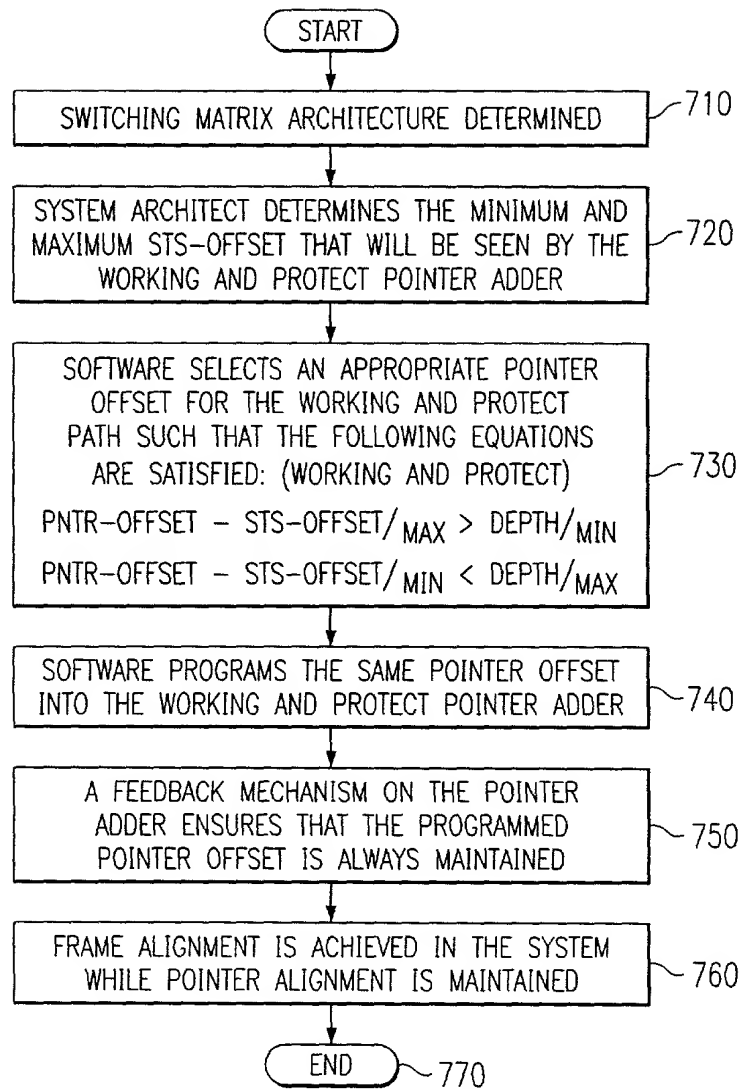 START
SWITCHING MATRIX ARCHITECTURE DETERMINED
710
SYSTEM ARCHITECT DETERMINES THE MINIMUM AND
MAXIMUM STS-OFFSET THAT WILL BE SEEN BY THE
WORKING AND PROTECT POINTER ADDER
720
SOFTWARE SELECTS AN APPROPRIATE POINTER
OFFSET FOR THE WORKING AND PROTECT
PATH SUCH THAT THE FOLLOWING EQUATIONS
ARE SATISFIED: (WORKING AND PROTECT)
PNTR-OFFSET - STS-OFFSET/MAX > DEPTH/MIN
PNTR-OFFSET - STS-OFFSET/MIN < DEPTH/MAX
730
SOFTWARE PROGRAMS THE SAME POINTER OFFSET
INTO THE WORKING AND PROTECT POINTER ADDER
740
A FEEDBACK MECHANISM ON THE POINTER
ADDER ENSURES THAT THE PROGRAMMED
POINTER OFFSET IS ALWAYS MAINTAINED
750
FRAME ALIGNMENT IS ACHIEVED IN THE SYSTEM
WHILE POINTER ALIGNMENT IS MAINTAINED
760
END
770